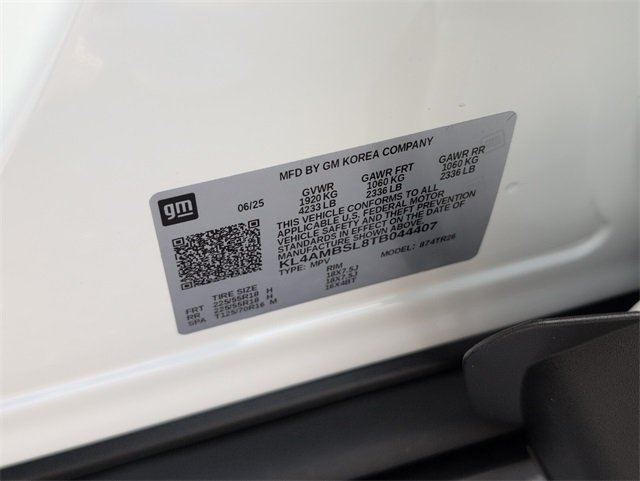 MFD BY GM KOREA COMPANY
gm
06/25
GVWR GAWR FRT GAWR RR
1920 KG 1060 KG 1060 KG
4233 LB 2336 LB 2336 LB
THIS VEHICLE CONFORMS TO ALL
APPLICABLE U.S. FEDERAL MOTOR
VEHICLE SAFETY AND THEFT PREVENTION
STANDARDS IN EFFECT ON THE DATE OF
MANUFACTURE SHOWN ABOVE.
KL4AMBSL8TB044407
TYPE: MPV MODEL: 874TR26
TIRE SIZE RIM
FRT 225/55R18 H 18X7.5J
RR 225/55R18 H 18X7.5J
SPA T125/70R16 M 16X4BT